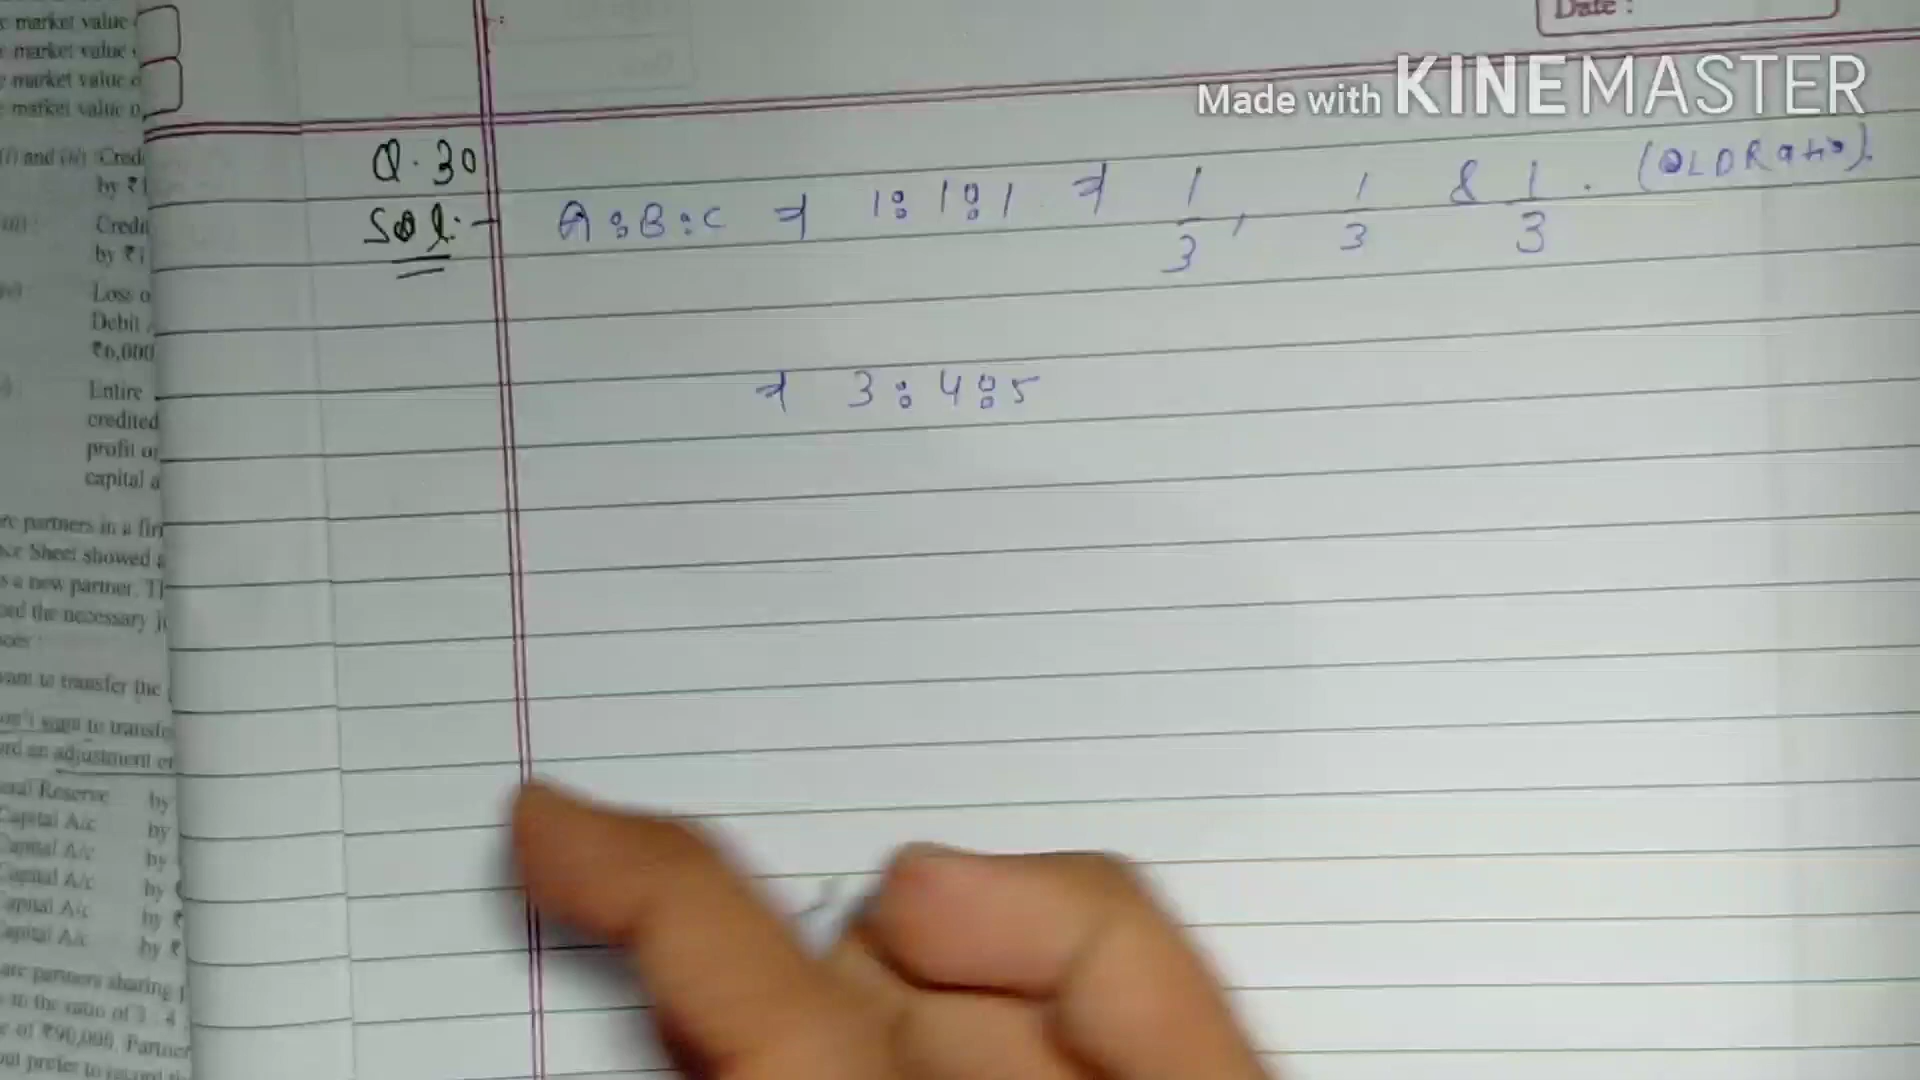 Date :
Made with KINEMASTER
Q. 30
Sol:- A:B:C ⇒ 1:1:1 ⇒ 1/3, 1/3 & 1/3. (OLD Ratio).
⇒ 3:4:5
market value
market value
market value
market value
(i) and (ii) Cred
by ₹1
Credi
by ₹1
Loss o
Debit
₹6,000
Entire
credited
profit or
capital a
partners in a fir
Sheet showed
s a new partner. Th
the necessary j
want to transfer the
want to transfe
an adjustment en
Reserve by
Capital A/c by
Capital A/c by
Capital A/c by
Capital A/c by ₹
Capital A/c by ₹
are partners sharing
in the ratio of 3 : 4
of ₹90,000. Partner
prefer to record